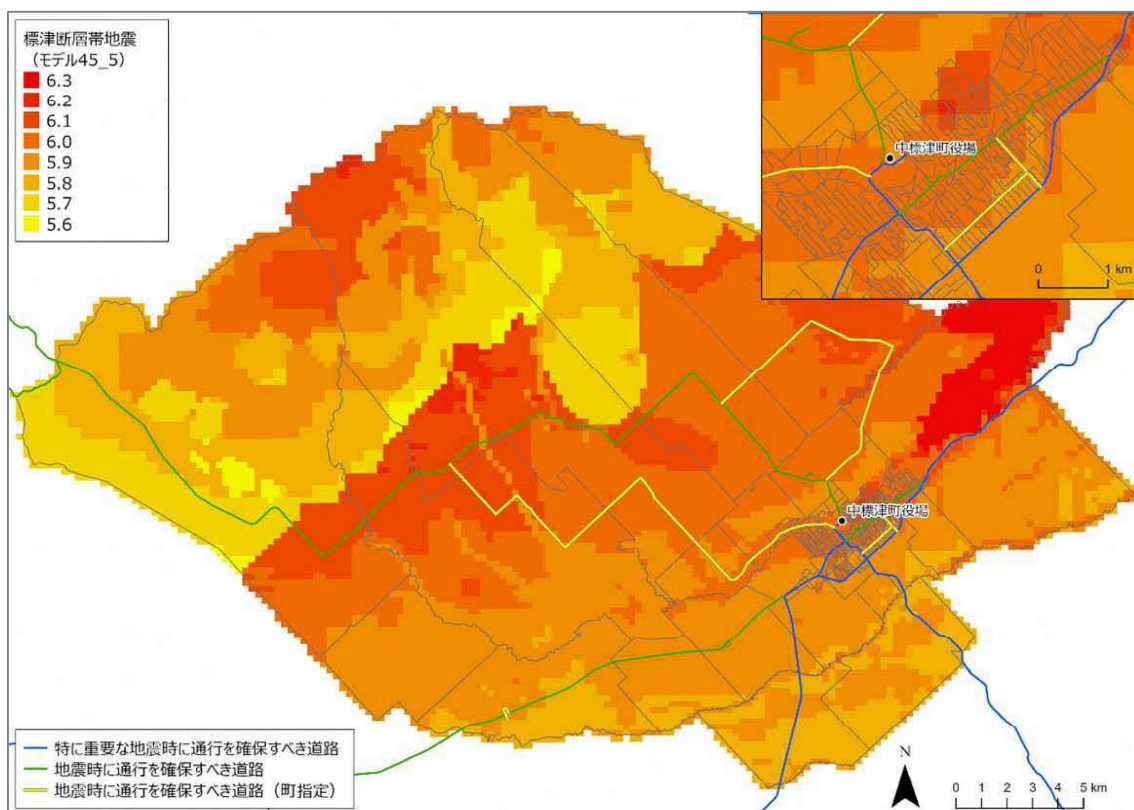 標津断層帯地震
(モデル45_5)
6.3
6.2
6.1
6.0
5.9
5.8
5.7
5.6
中標津町役場
0 1 km
中標津町役場
特に重要な地震時に通行を確保すべき道路
地震時に通行を確保すべき道路
地震時に通行を確保すべき道路（町指定）
N
0 1 2 3 4 5 km